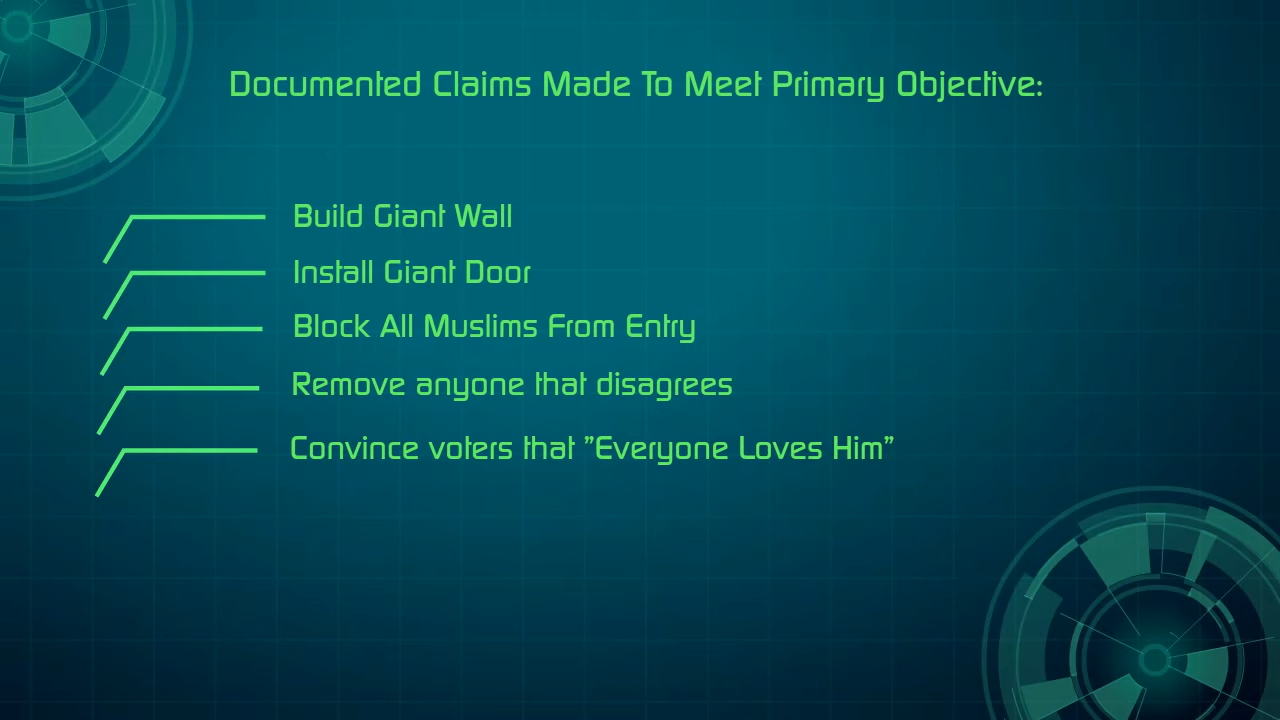 Documented Claims Made To Meet Primary Objective:
Build Giant Wall
Install Giant Door
Block All Muslims From Entry
Remove anyone that disagrees
Convince voters that ”Everyone Loves Him”